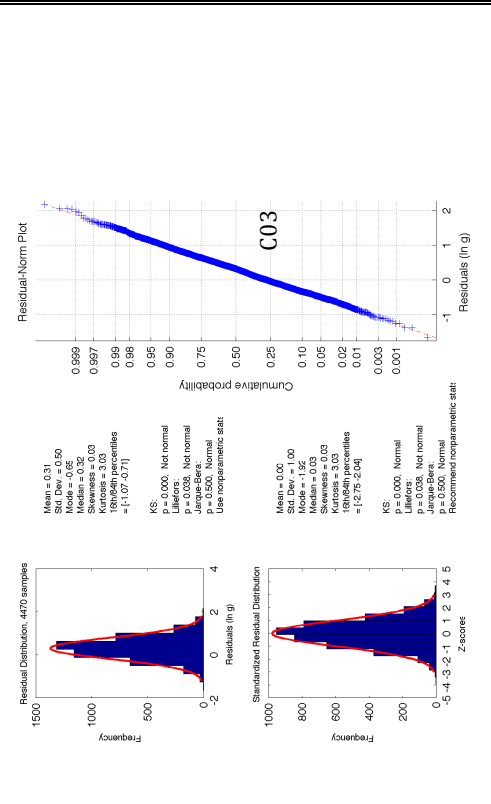 Residual Distribution, 4470 samples
1500
1000
500
0
Frequency
-2
0
2
4
Residuals (ln g)
Mean = 0.31
Std. Dev. = 0.50
Mode = -0.65
Median = 0.32
Skewness = 0.03
Kurtosis = 3.03
16th/84th percentiles
= [-1.07 -0.71]
KS:
p = 0.000, Not normal
Lilliefors:
p = 0.038, Not normal
Jarque-Bera:
p = 0.500, Normal
Use nonparametric stats
Residual-Norm Plot
0.999
0.997
0.99
0.98
0.95
0.90
0.75
0.50
0.25
0.10
0.05
0.02
0.01
0.003
0.001
Cumulative probability
-1
0
1
2
Residuals (ln g)
C03
Standardized Residual Distribution
1000
800
600
400
200
0
Frequency
-5 -4 -3 -2 -1 0 1 2 3 4 5
Z-scores
Mean = 0.00
Std. Dev. = 1.00
Mode = -1.92
Median = 0.03
Skewness = 0.03
Kurtosis = 3.03
16th/84th percentiles
= [-2.75 -2.04]
KS:
p = 0.000, Normal
Lilliefors:
p = 0.038, Not normal
Jarque-Bera:
p = 0.500, Normal
Recommend nonparametric stats